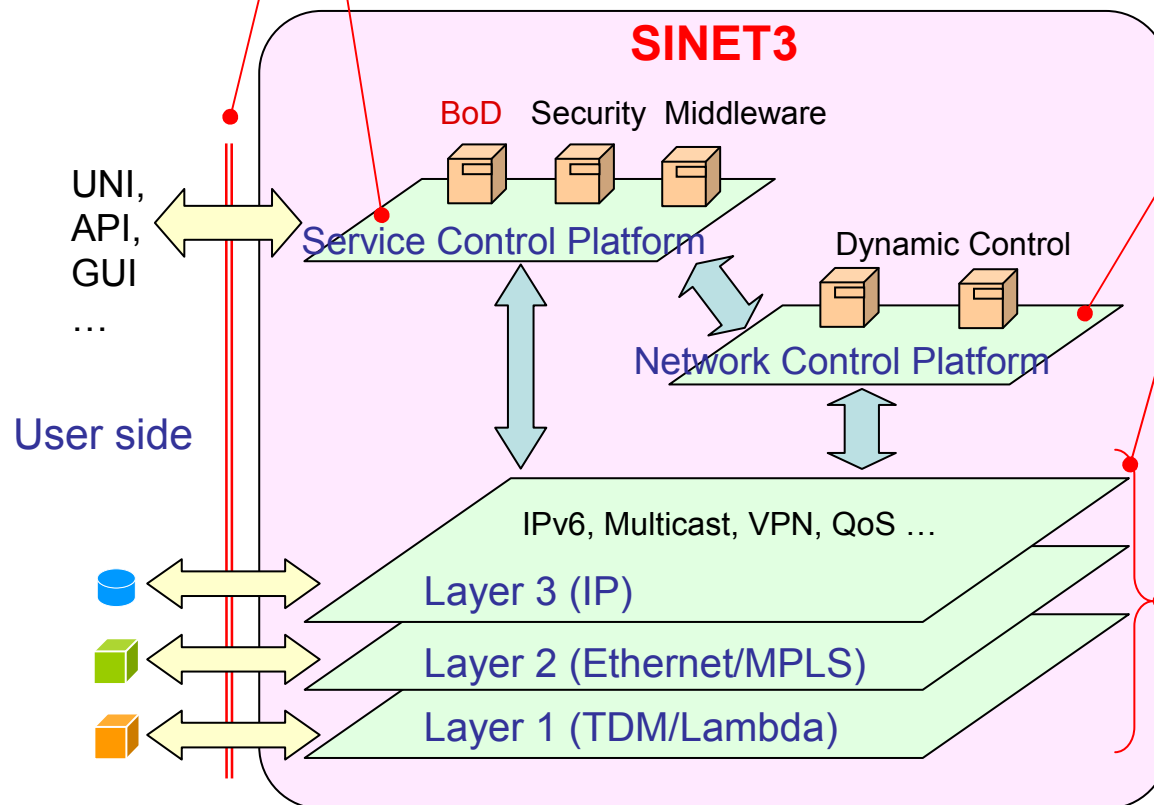 SINET3
BoD Security Middleware
UNI,
API,
GUI
…
Service Control Platform
Dynamic Control
Network Control Platform
User side
IPv6, Multicast, VPN, QoS …
Layer 3 (IP)
Layer 2 (Ethernet/MPLS)
Layer 1 (TDM/Lambda)